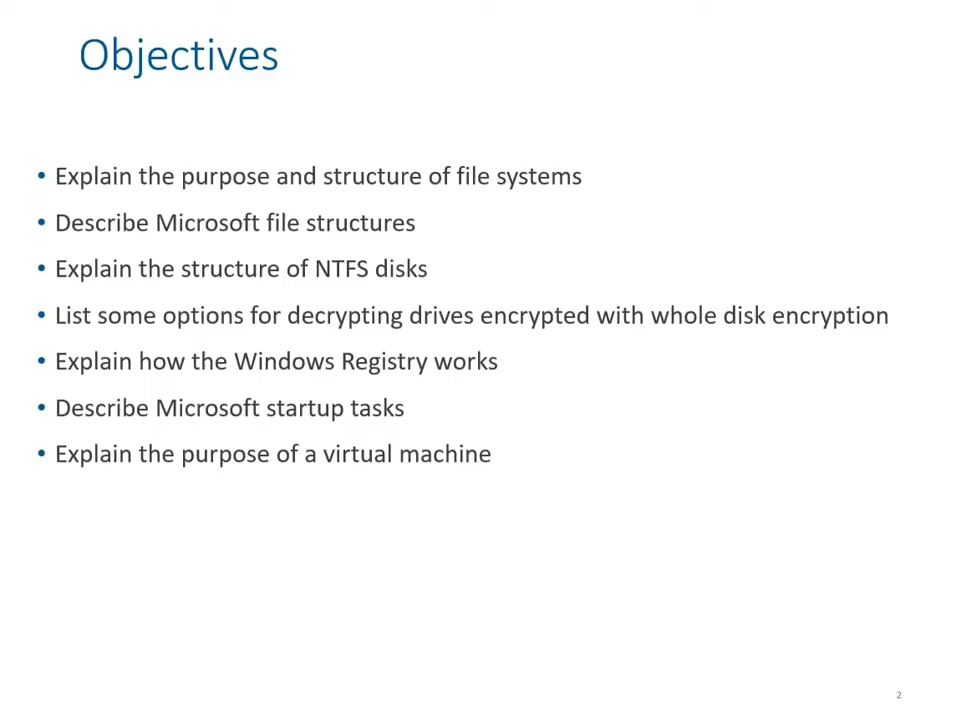 Objectives
• Explain the purpose and structure of file systems
• Describe Microsoft file structures
• Explain the structure of NTFS disks
• List some options for decrypting drives encrypted with whole disk encryption
• Explain how the Windows Registry works
• Describe Microsoft startup tasks
• Explain the purpose of a virtual machine
2